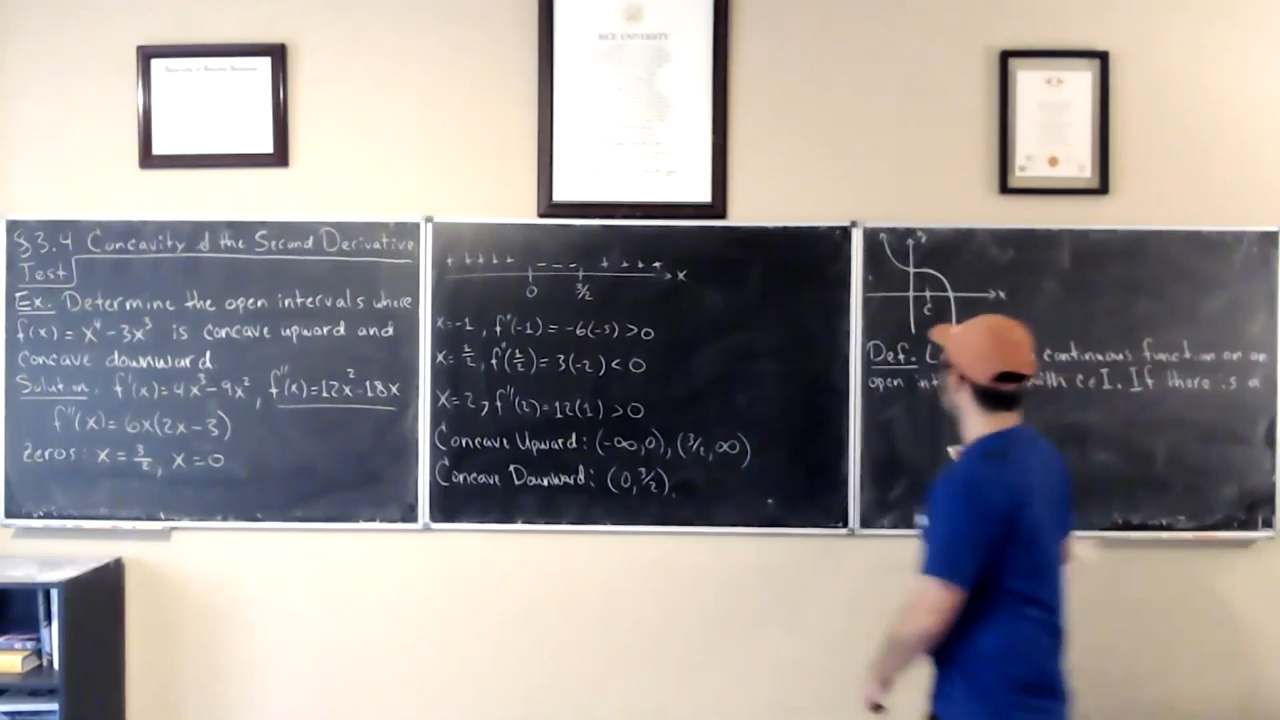 §3.4 Concavity & the Second Derivative
Test
Ex. Determine the open intervals where
f(x) = x⁴ - 3x³ is concave upward and
concave downward.
Solution. f'(x) = 4x³ - 9x², f''(x) = 12x² - 18x
f''(x) = 6x(2x - 3)
Zeros: x = 3/2, x = 0
+ + + + + - - - + + + +
x
0 3/2
x = -1, f''(-1) = -6(-5) > 0
x = 1/2, f''(1/2) = 3(-2) < 0
x = 2, f''(2) = 12(1) > 0
Concave Upward: (-∞, 0), (3/2, ∞)
Concave Downward: (0, 3/2).
RICE UNIVERSITY
y
x
c
Def. continuous function on an
open c ∈ I. If there is a